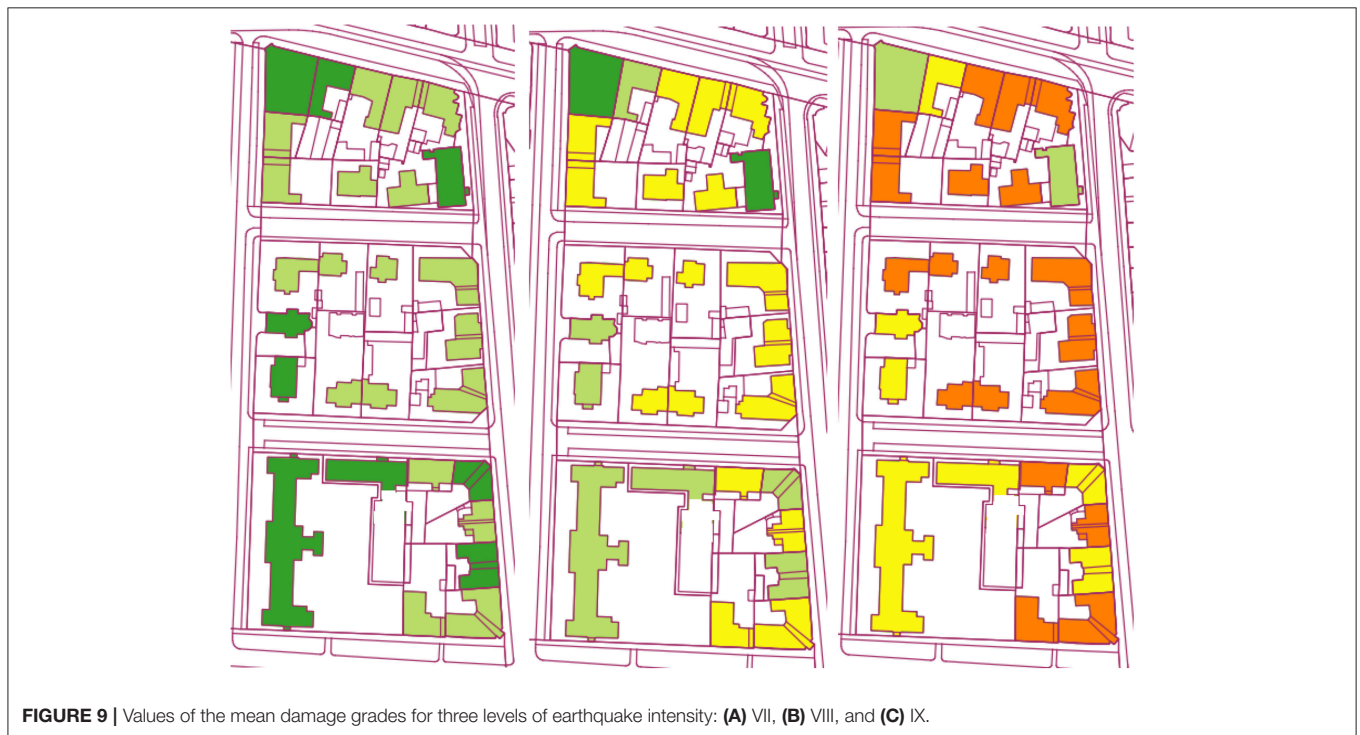 FIGURE 9 | Values of the mean damage grades for three levels of earthquake intensity: (A) VII, (B) VIII, and (C) IX.